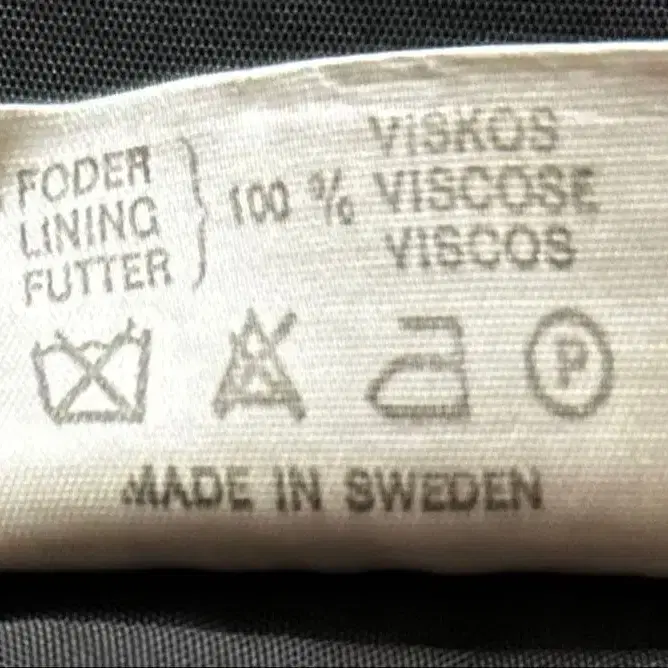 FODER
LINING
FUTTER
100 %
VISKOS
VISCOSE
VISCOS
P
MADE IN SWEDEN